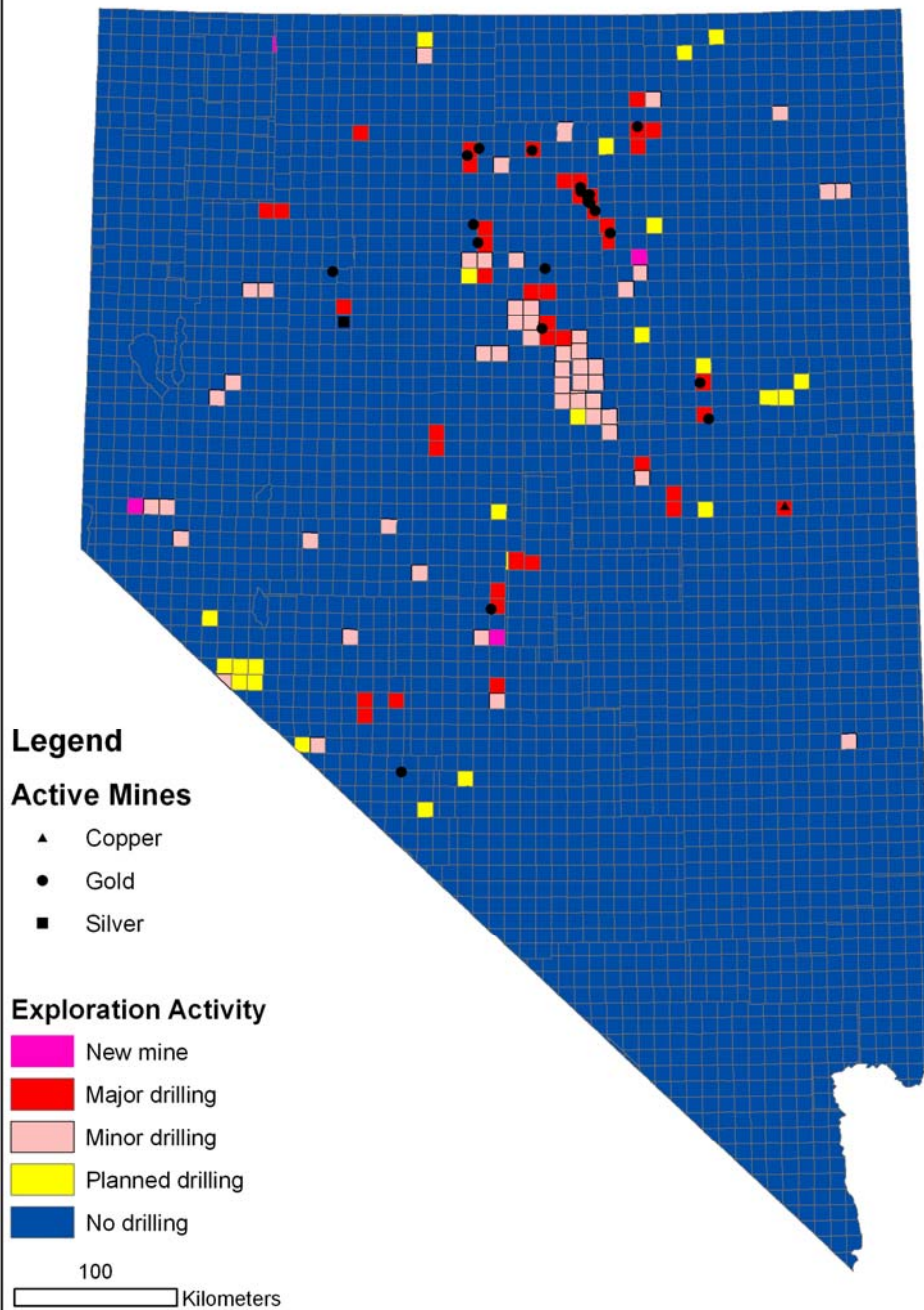 Legend
Active Mines
Copper
Gold
Silver
Exploration Activity
New mine
Major drilling
Minor drilling
Planned drilling
No drilling
100
Kilometers